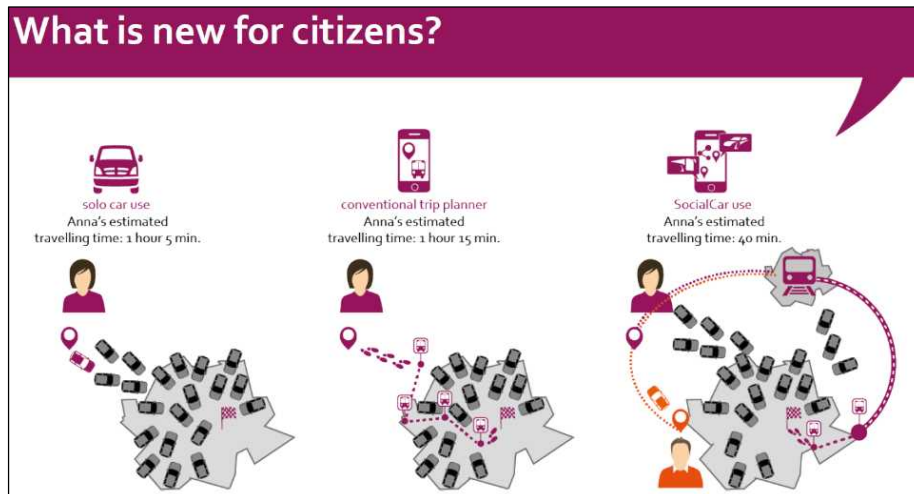 What is new for citizens?
solo car use
Anna's estimated
travelling time: 1 hour 5 min.
conventional trip planner
Anna's estimated
travelling time: 1 hour 15 min.
SocialCar use
Anna's estimated
travelling time: 40 min.